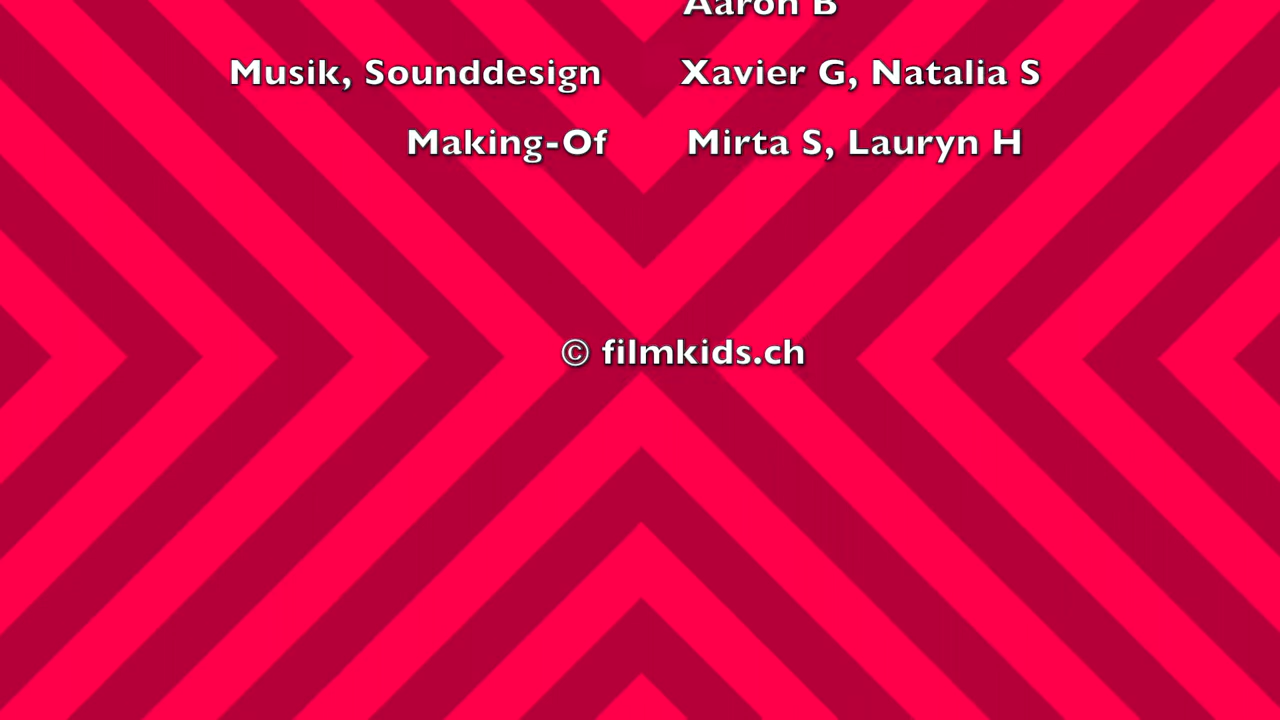 Aaron B
Musik, Sounddesign Xavier G, Natalia S
Making-Of Mirta S, Lauryn H
© filmkids.ch